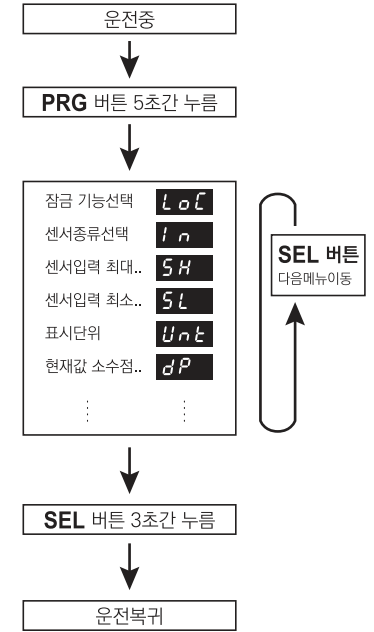 운전중
PRG 버튼 5초간 누름
잠금 기능선택 LoC
센서종류선택 In
센서입력 최대.. SH
센서입력 최소.. SL
표시단위 Unt
현재값 소수점.. dP
SEL 버튼
다음메뉴이동
SEL 버튼 3초간 누름
운전복귀